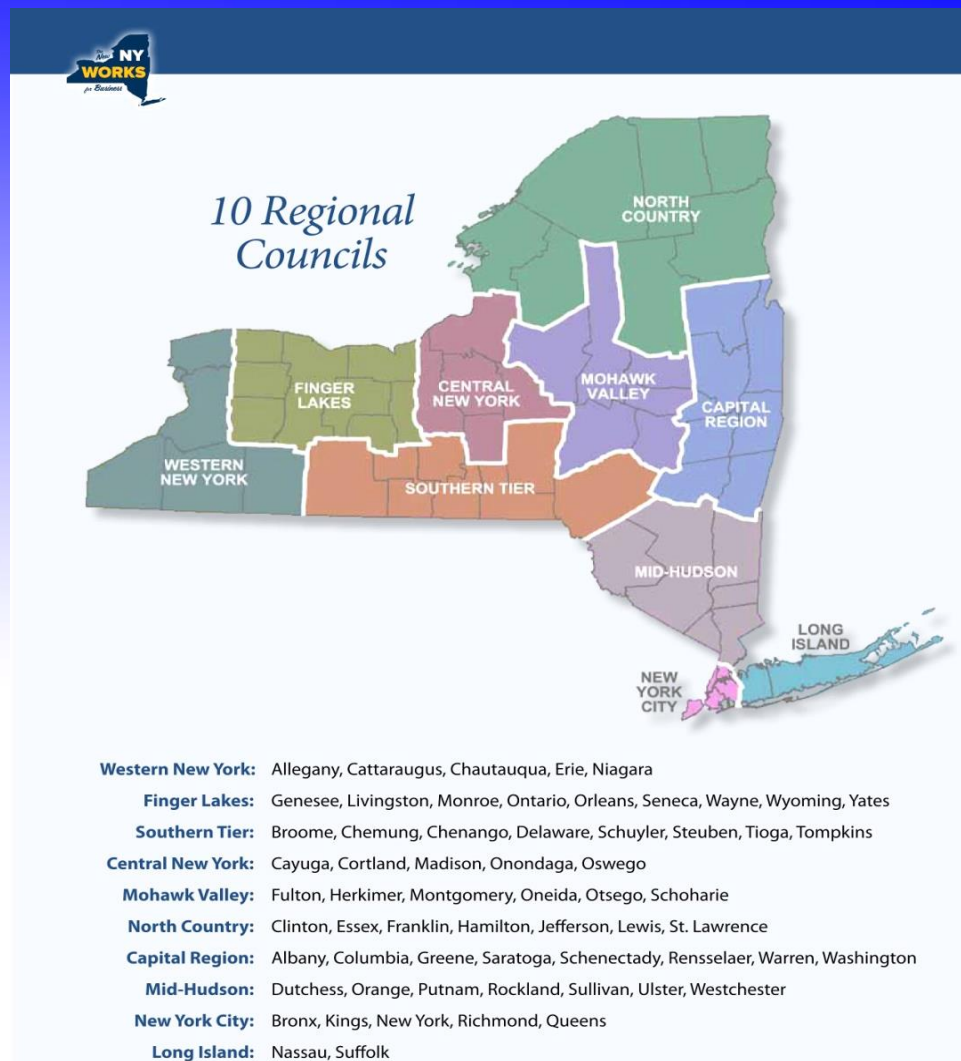 The New NY
WORKS
for Business
10 Regional
Councils
NORTH
COUNTRY
FINGER
LAKES
CENTRAL
NEW YORK
MOHAWK
VALLEY
CAPITAL
REGION
WESTERN
NEW YORK
SOUTHERN TIER
MID-HUDSON
LONG
ISLAND
NEW
YORK
CITY
Western New York: Allegany, Cattaraugus, Chautauqua, Erie, Niagara
Finger Lakes: Genesee, Livingston, Monroe, Ontario, Orleans, Seneca, Wayne, Wyoming, Yates
Southern Tier: Broome, Chemung, Chenango, Delaware, Schuyler, Steuben, Tioga, Tompkins
Central New York: Cayuga, Cortland, Madison, Onondaga, Oswego
Mohawk Valley: Fulton, Herkimer, Montgomery, Oneida, Otsego, Schoharie
North Country: Clinton, Essex, Franklin, Hamilton, Jefferson, Lewis, St. Lawrence
Capital Region: Albany, Columbia, Greene, Saratoga, Schenectady, Rensselaer, Warren, Washington
Mid-Hudson: Dutchess, Orange, Putnam, Rockland, Sullivan, Ulster, Westchester
New York City: Bronx, Kings, New York, Richmond, Queens
Long Island: Nassau, Suffolk